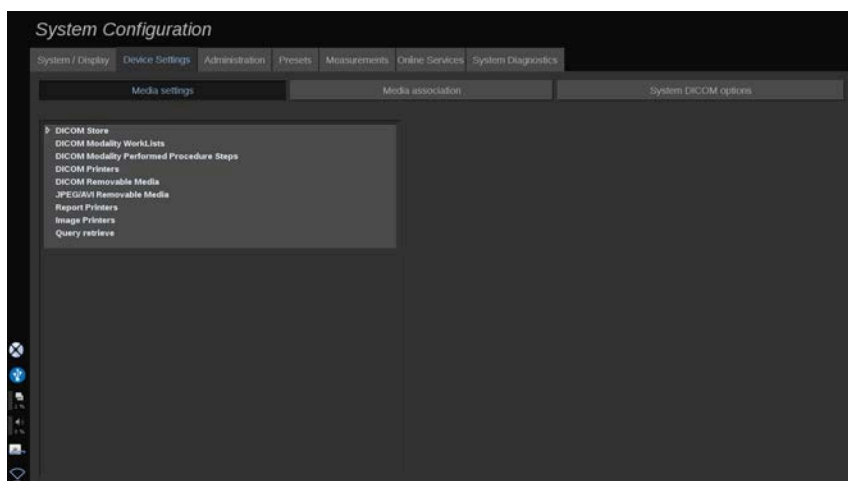 System Configuration
System / Display Device Settings Administration Presets Measurements Online Services System Diagnostics
Media settings Media association System DICOM options
DICOM Store
DICOM Modality WorkLists
DICOM Modality Performed Procedure Steps
DICOM Printers
DICOM Removable Media
JPEG/AVI Removable Media
Report Printers
Image Printers
Query retrieve